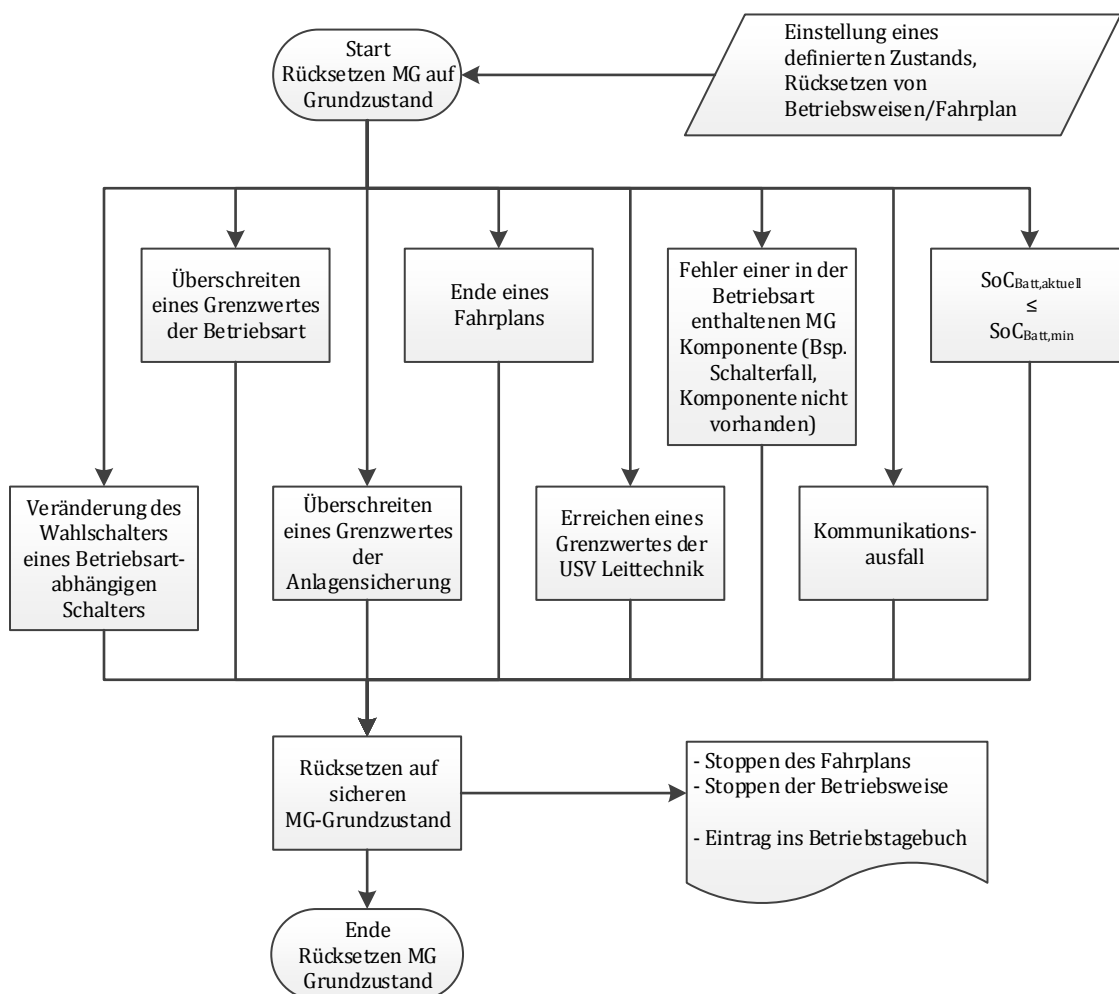 Start
Rücksetzen MG auf
Grundzustand
Einstellung eines
definierten Zustands,
Rücksetzen von
Betriebsweisen/Fahrplan
Überschreiten
eines Grenzwertes
der Betriebsart
Ende eines
Fahrplans
Fehler einer in der
Betriebsart
enthaltenen MG
Komponente (Bsp.
Schalterfall,
Komponente nicht
vorhanden)
SoCBatt,aktuell
≤
SoCBatt,min
Veränderung des
Wahlschalters
eines Betriebsart-
abhängigen
Schalters
Überschreiten
eines Grenzwertes
der
Anlagensicherung
Erreichen eines
Grenzwertes der
USV Leittechnik
Kommunikations-
ausfall
Rücksetzen auf
sicheren
MG-Grundzustand
- Stoppen des Fahrplans
- Stoppen der Betriebsweise
- Eintrag ins Betriebstagebuch
Ende
Rücksetzen MG
Grundzustand